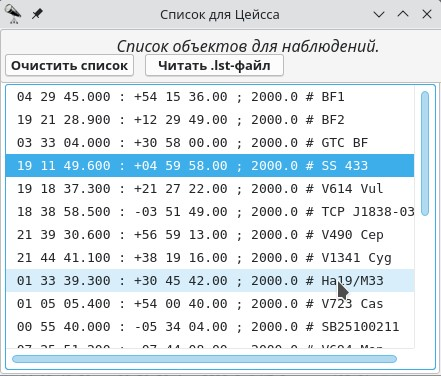 Список для Цейсса
Список объектов для наблюдений.
Очистить список Читать .lst-файл
04 29 45.000 : +54 15 36.00 ; 2000.0 # BF1
19 21 28.900 : +12 29 49.00 ; 2000.0 # BF2
03 33 04.000 : +30 58 00.00 ; 2000.0 # GTC BF
19 11 49.600 : +04 59 58.00 ; 2000.0 # SS 433
19 18 37.300 : +21 27 22.00 ; 2000.0 # V614 Vul
18 38 58.500 : -03 51 49.00 ; 2000.0 # TCP J1838-03
21 39 30.600 : +56 59 13.00 ; 2000.0 # V490 Cep
21 44 41.100 : +38 19 16.00 ; 2000.0 # V1341 Cyg
01 33 39.300 : +30 45 42.00 ; 2000.0 # Ha19/M33
01 05 05.400 : +54 00 40.00 ; 2000.0 # V723 Cas
00 55 40.000 : -05 34 04.00 ; 2000.0 # SB25100211